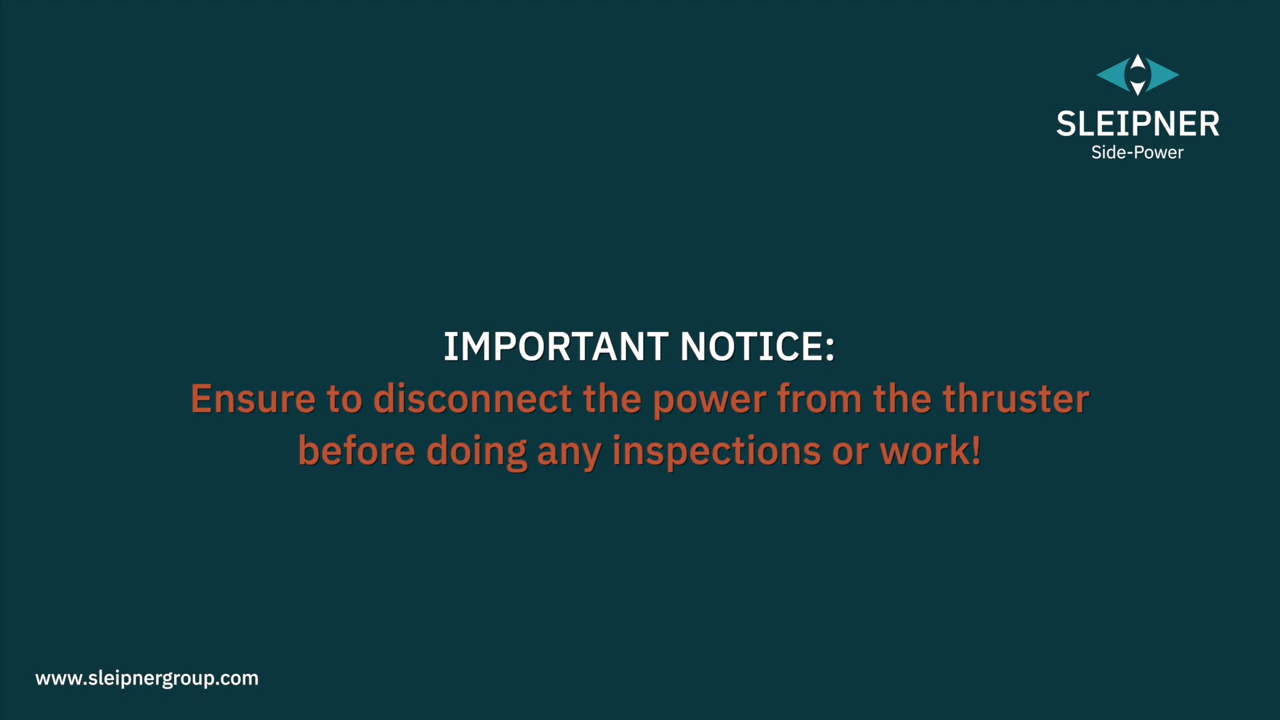 SLEIPNER
Side-Power
IMPORTANT NOTICE:
Ensure to disconnect the power from the thruster
before doing any inspections or work!
www.sleipnergroup.com